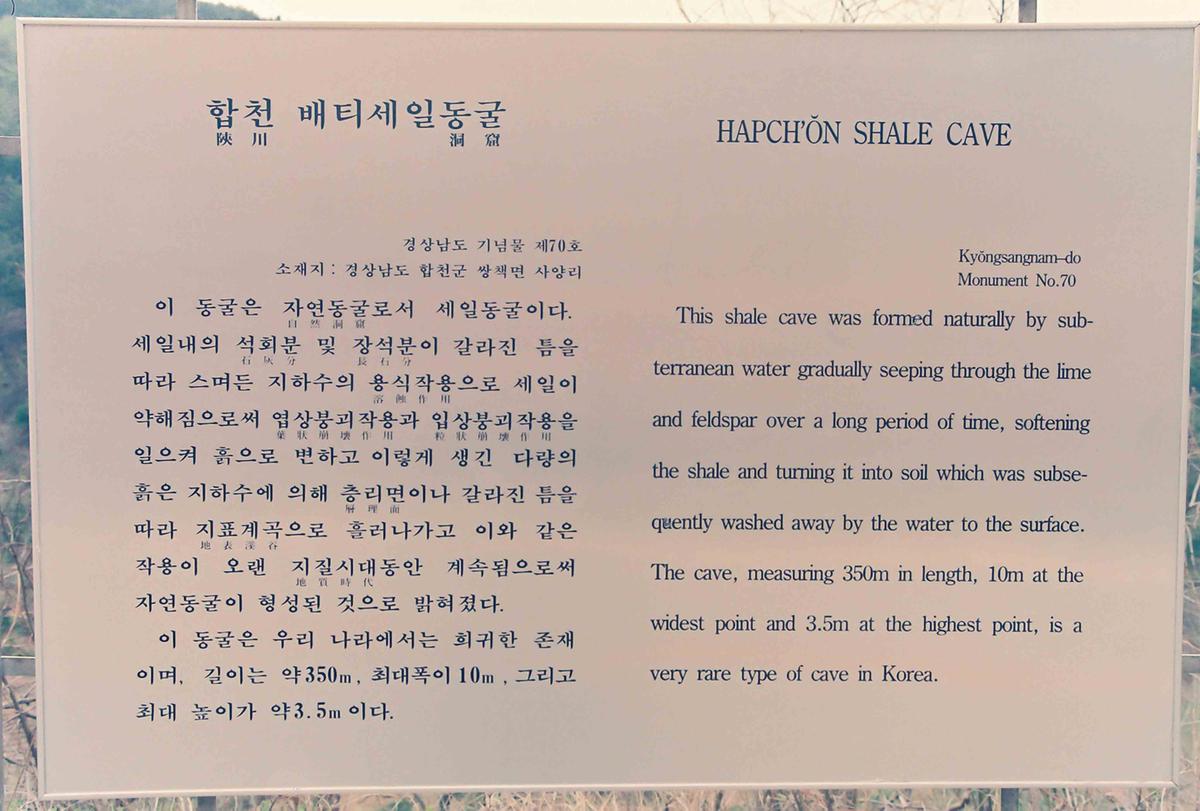 합천 배티세일동굴
陜川 洞窟
경상남도 기념물 제70호
소재지 : 경상남도 합천군 쌍책면 사양리
이 동굴은 자연동굴로서 세일동굴이다.
自然洞窟
세일내의 석회분 및 장석분이 갈라진 틈을
石灰分 長石分
따라 스며든 지하수의 용식작용으로 세일이
溶蝕作用
약해짐으로써 엽상붕괴작용과 입상붕괴작용을
葉狀崩壞作用 粒狀崩壞作用
일으켜 흙으로 변하고 이렇게 생긴 다량의
흙은 지하수에 의해 층리면이나 갈라진 틈을
層理面
따라 지표계곡으로 흘러나가고 이와 같은
地表溪谷
작용이 오랜 지질시대동안 계속됨으로써
地質時代
자연동굴이 형성된 것으로 밝혀졌다.
이 동굴은 우리 나라에서는 희귀한 존재
이며, 길이는 약350m, 최대폭이 10m, 그리고
최대 높이가 약3.5m이다.
HAPCH'ŎN SHALE CAVE
Kyŏngsangnam–do
Monument No.70
This shale cave was formed naturally by sub-
terranean water gradually seeping through the lime
and feldspar over a long period of time, softening
the shale and turning it into soil which was subse-
quently washed away by the water to the surface.
The cave, measuring 350m in length, 10m at the
widest point and 3.5m at the highest point, is a
very rare type of cave in Korea.